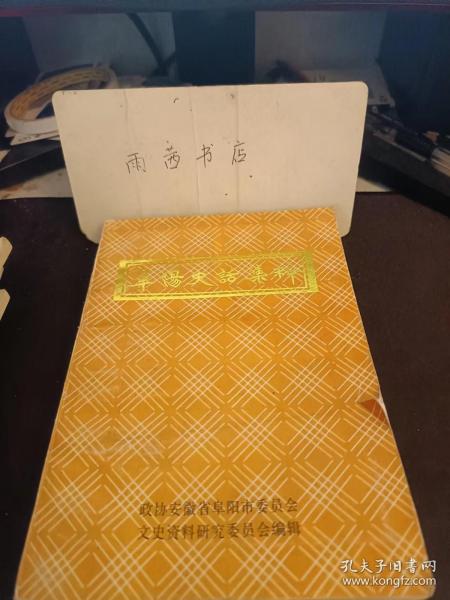 雨茜书店
阜陽史話集粹
政协安徽省阜阳市委员会
文史资料研究委员会编辑
孔夫子旧书网
www.kongfz.com